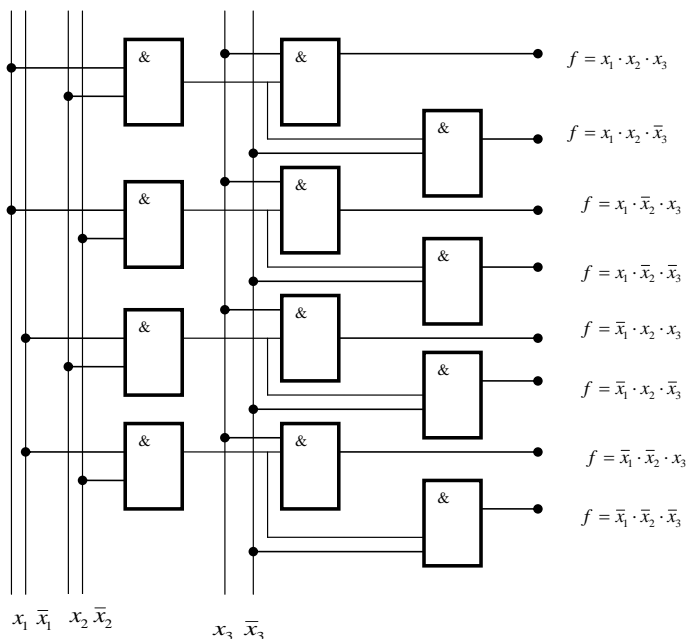 & & f = x₁ · x₂ · x₃
& f = x₁ · x₂ · x̄₃
& & f = x₁ · x̄₂ · x₃
& f = x₁ · x̄₂ · x̄₃
& & f = x̄₁ · x₂ · x₃
& f = x̄₁ · x₂ · x̄₃
& & f = x̄₁ · x̄₂ · x₃
& f = x̄₁ · x̄₂ · x̄₃
x₁ x̄₁ x₂ x̄₂ x₃ x̄₃